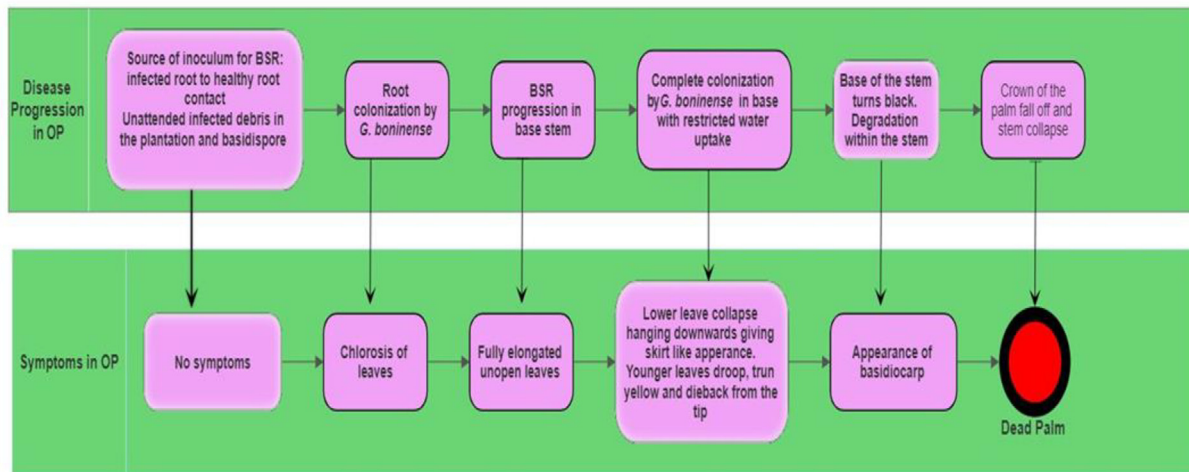 Disease
Progression
in OP
Source of inoculum for BSR:
infected root to healthy root
contact
Unattended infected debris in
the plantation and basidispore
Root
colonization by
G. boninense
BSR
progression in
base stem
Complete colonization
byG. boninense in base
with restricted water
uptake
Base of the stem
turns black.
Degradation
within the stem
Crown of the
palm fall off and
stem collapse
Symptoms in OP
No symptoms
Chlorosis of
leaves
Fully elongated
unopen leaves
Lower leave collapse
hanging downwards giving
skirt like apperance.
Younger leaves droop, trun
yellow and dieback from the
tip
Appearance of
basidiocarp
Dead Palm